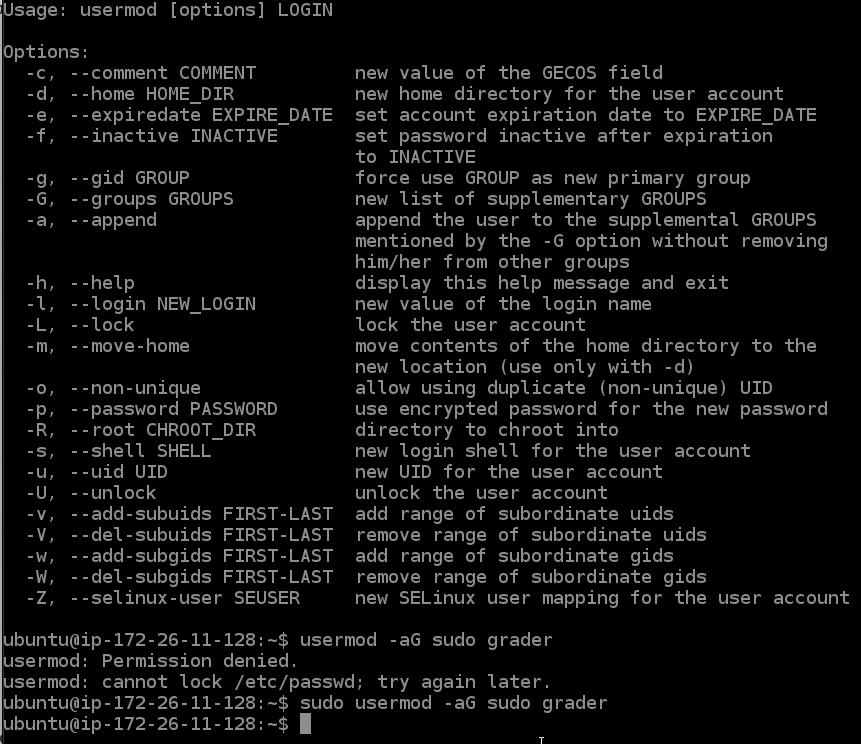 Usage: usermod [options] LOGIN
Options:
-c, --comment COMMENT new value of the GECOS field
-d, --home HOME_DIR new home directory for the user account
-e, --expiredate EXPIRE_DATE set account expiration date to EXPIRE_DATE
-f, --inactive INACTIVE set password inactive after expiration
to INACTIVE
-g, --gid GROUP force use GROUP as new primary group
-G, --groups GROUPS new list of supplementary GROUPS
-a, --append append the user to the supplemental GROUPS
mentioned by the -G option without removing
him/her from other groups
-h, --help display this help message and exit
-l, --login NEW_LOGIN new value of the login name
-L, --lock lock the user account
-m, --move-home move contents of the home directory to the
new location (use only with -d)
-o, --non-unique allow using duplicate (non-unique) UID
-p, --password PASSWORD use encrypted password for the new password
-R, --root CHROOT_DIR directory to chroot into
-s, --shell SHELL new login shell for the user account
-u, --uid UID new UID for the user account
-U, --unlock unlock the user account
-v, --add-subuids FIRST-LAST add range of subordinate uids
-V, --del-subuids FIRST-LAST remove range of subordinate uids
-w, --add-subgids FIRST-LAST add range of subordinate gids
-W, --del-subgids FIRST-LAST remove range of subordinate gids
-Z, --selinux-user SEUSER new SELinux user mapping for the user account
ubuntu@ip-172-26-11-128:~$ usermod -aG sudo grader
usermod: Permission denied.
usermod: cannot lock /etc/passwd; try again later.
ubuntu@ip-172-26-11-128:~$ sudo usermod -aG sudo grader
ubuntu@ip-172-26-11-128:~$